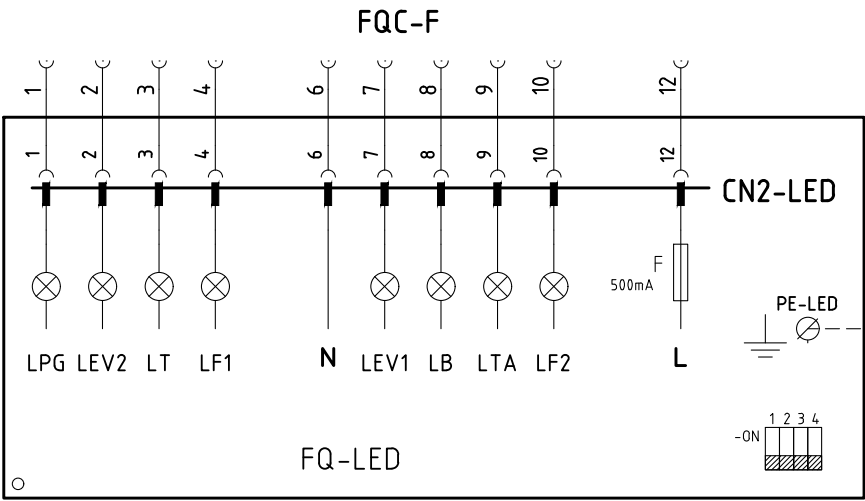 FQC-F
1 2 3 4 6 7 8 9 10 12
1 2 3 4 6 7 8 9 10 12
CN2-LED
F
500mA
PE-LED
LPG LEV2 LT LF1 N LEV1 LB LTA LF2 L
1 2 3 4
-ON
FQ-LED